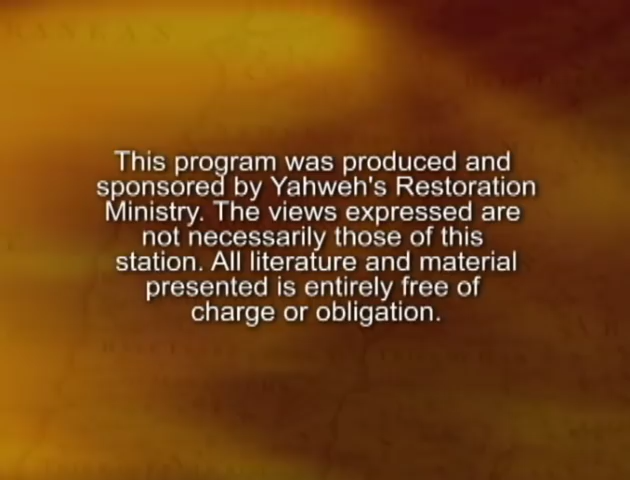 This program was produced and
sponsored by Yahweh's Restoration
Ministry. The views expressed are
not necessarily those of this
station. All literature and material
presented is entirely free of
charge or obligation.